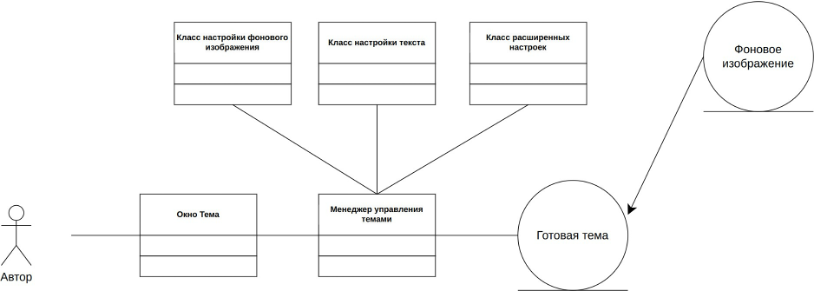 Класс настройки фонового
изображения
Класс настройки текста
Класс расширенных
настроек
Фоновое
изображение
Окно Тема
Менеджер управления
темами
Готовая тема
Автор